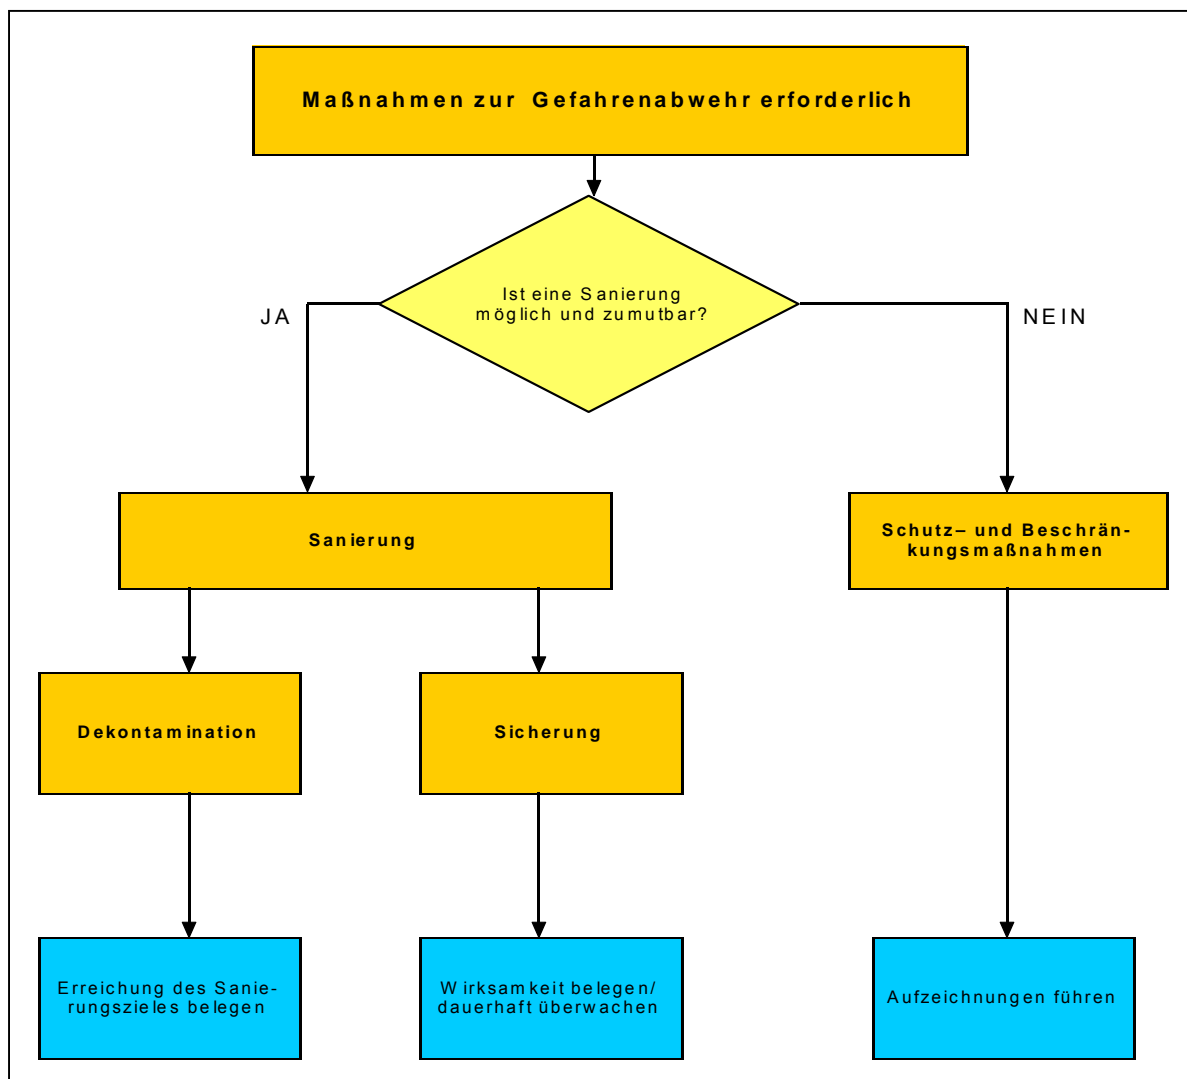 Maßnahmen zur Gefahrenabwehr erforderlich
Ist eine Sanierung
möglich und zumutbar?
JA
NEIN
Sanierung
Schutz– und Beschrän-
kungsmaßnahmen
Dekontamination
Sicherung
Erreichung des Sanie-
rungszieles belegen
Wirksamkeit belegen/
dauerhaft überwachen
Aufzeichnungen führen